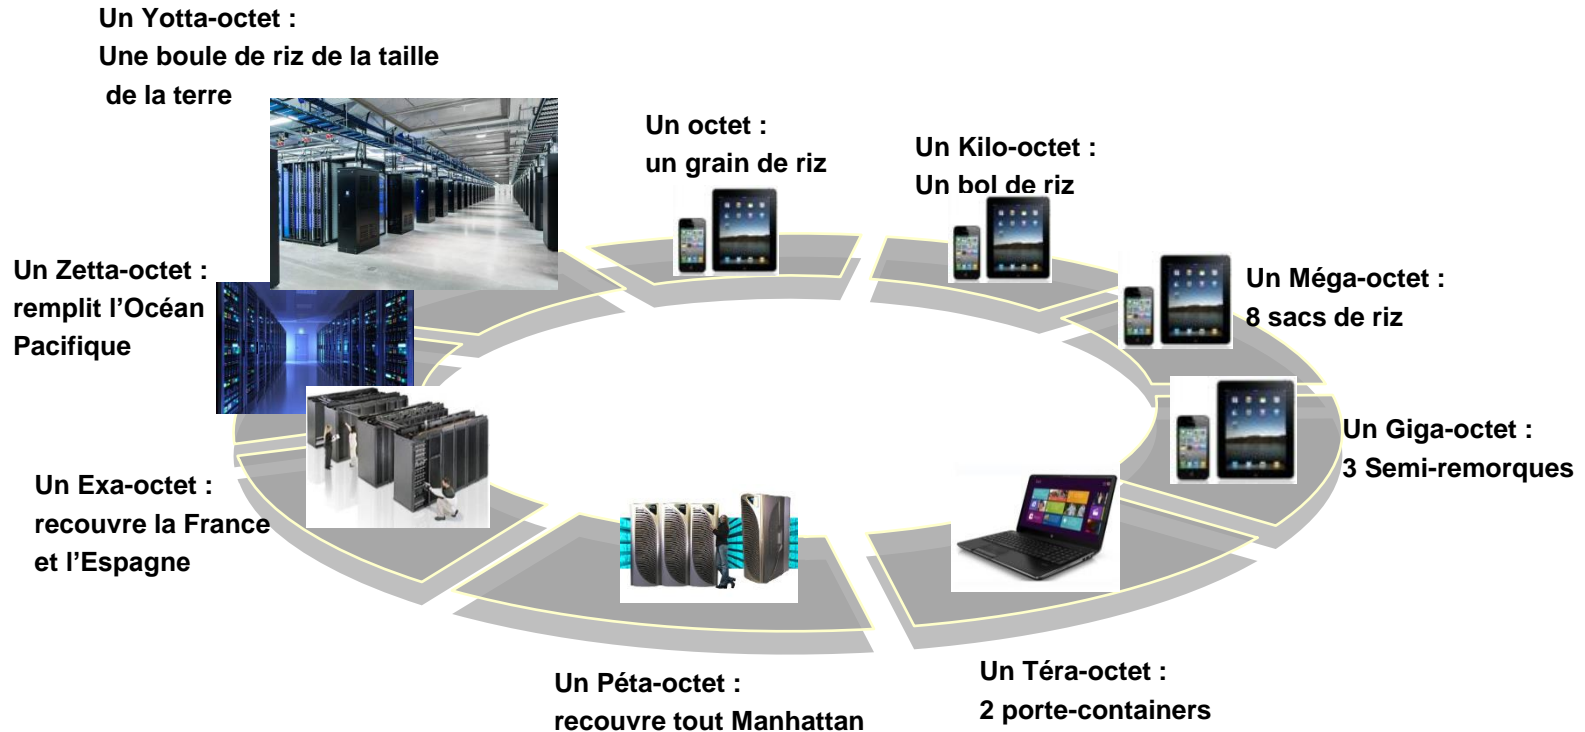 Un Yotta-octet :
Une boule de riz de la taille
de la terre
Un octet :
un grain de riz
Un Kilo-octet :
Un bol de riz
Un Méga-octet :
8 sacs de riz
Un Giga-octet :
3 Semi-remorques
Un Téra-octet :
2 porte-containers
Un Péta-octet :
recouvre tout Manhattan
Un Exa-octet :
recouvre la France
et l’Espagne
Un Zetta-octet :
remplit l’Océan
Pacifique